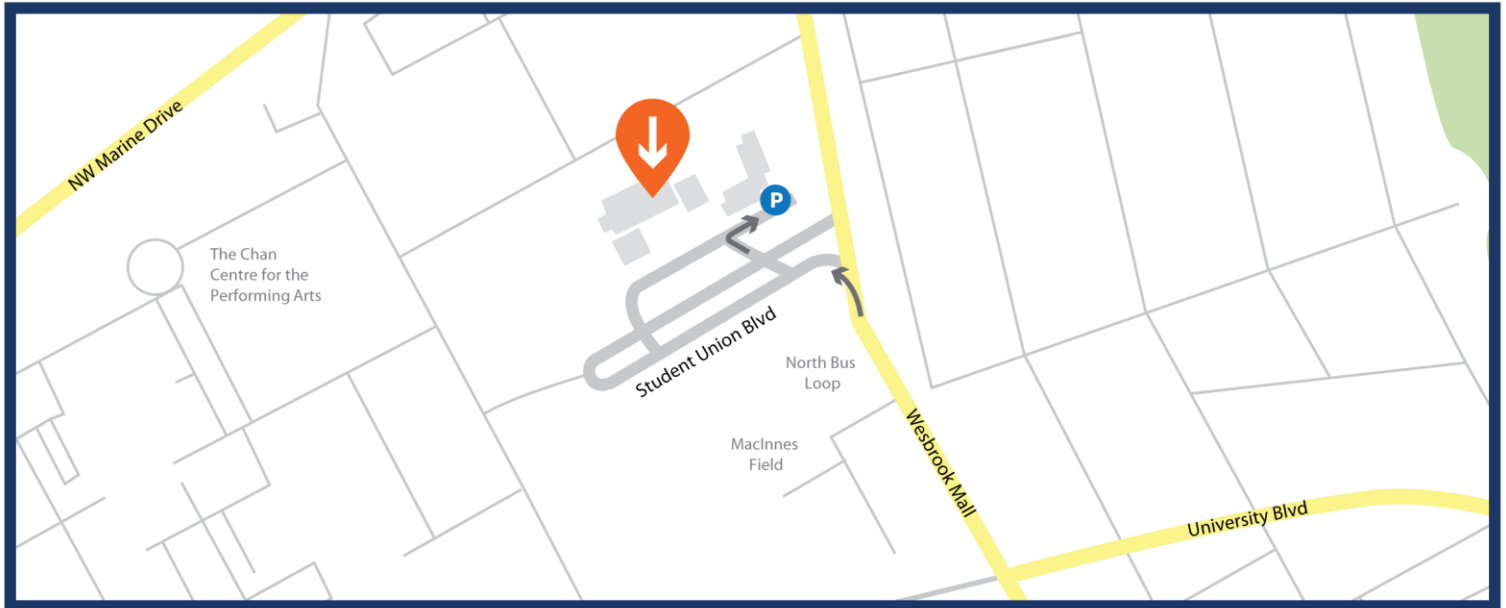 NW Marine Drive
P
The Chan
Centre for the
Performing Arts
Student Union Blvd
North Bus
Loop
MacInnes
Field
Wesbrook Mall
University Blvd